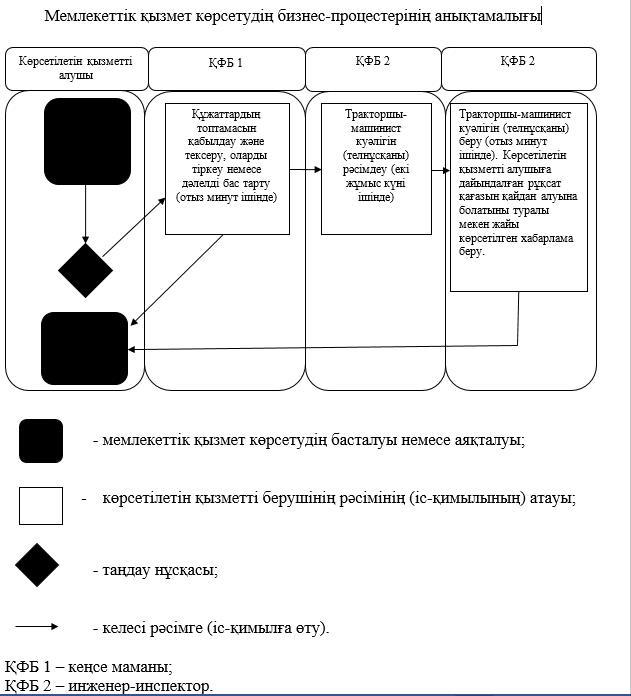 Мемлекеттік қызмет көрсетудің бизнес-процестерінің анықтамалығы
Көрсетілетін қызметті
алушы
ҚФБ 1
ҚФБ 2
ҚФБ 2
Құжаттардың
топтамасын
қабылдау және
тексеру, оларды
тіркеу немесе
дәлелді бас тарту
(отыз минут ішінде)
Тракторшы-
машинист
куәлігін
(телнұсқаны)
рәсімдеу (екі
жұмыс күні
ішінде)
Тракторшы-машинист
куәлігін (телнұсқаны)
беру (отыз минут
ішінде). Көрсетілетін
қызметті алушыға
дайындалған рұқсат
қағазын қайдан алуына
болатыны туралы
мекен жайы
көрсетілген хабарлама
беру.
- мемлекеттік қызмет көрсетудің басталуы немесе аяқталуы;
- көрсетілетін қызметті берушінің рәсімінің (іс-қимылының) атауы;
- таңдау нұсқасы;
- келесі рәсімге (іс-қимылға өту).
ҚФБ 1 – кеңсе маманы;
ҚФБ 2 – инженер-инспектор.